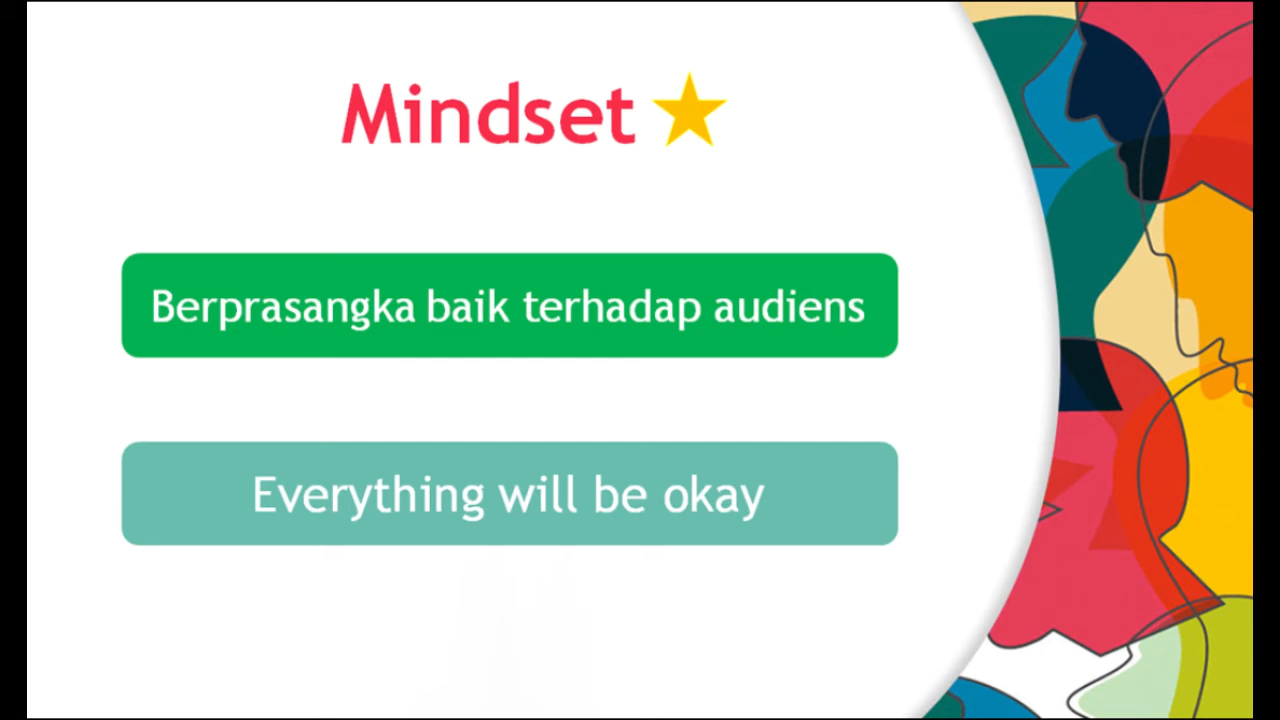 Mindset
Berprasangka baik terhadap audiens
Everything will be okay